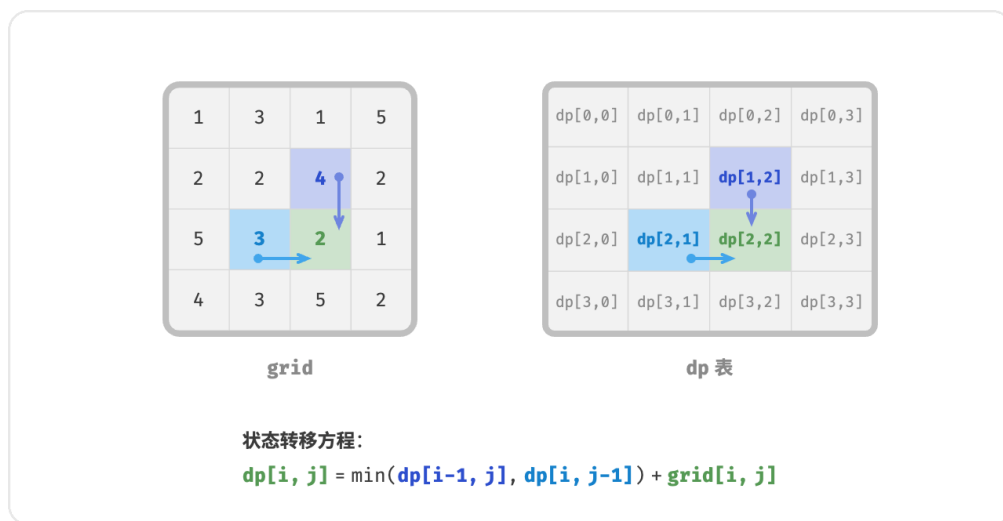 1 3 1 5
2 2 4 2
5 3 2 1
4 3 5 2
grid
dp[0,0] dp[0,1] dp[0,2] dp[0,3]
dp[1,0] dp[1,1] dp[1,2] dp[1,3]
dp[2,0] dp[2,1] dp[2,2] dp[2,3]
dp[3,0] dp[3,1] dp[3,2] dp[3,3]
dp 表
状态转移方程：
dp[i, j] = min(dp[i-1, j], dp[i, j-1]) + grid[i, j]